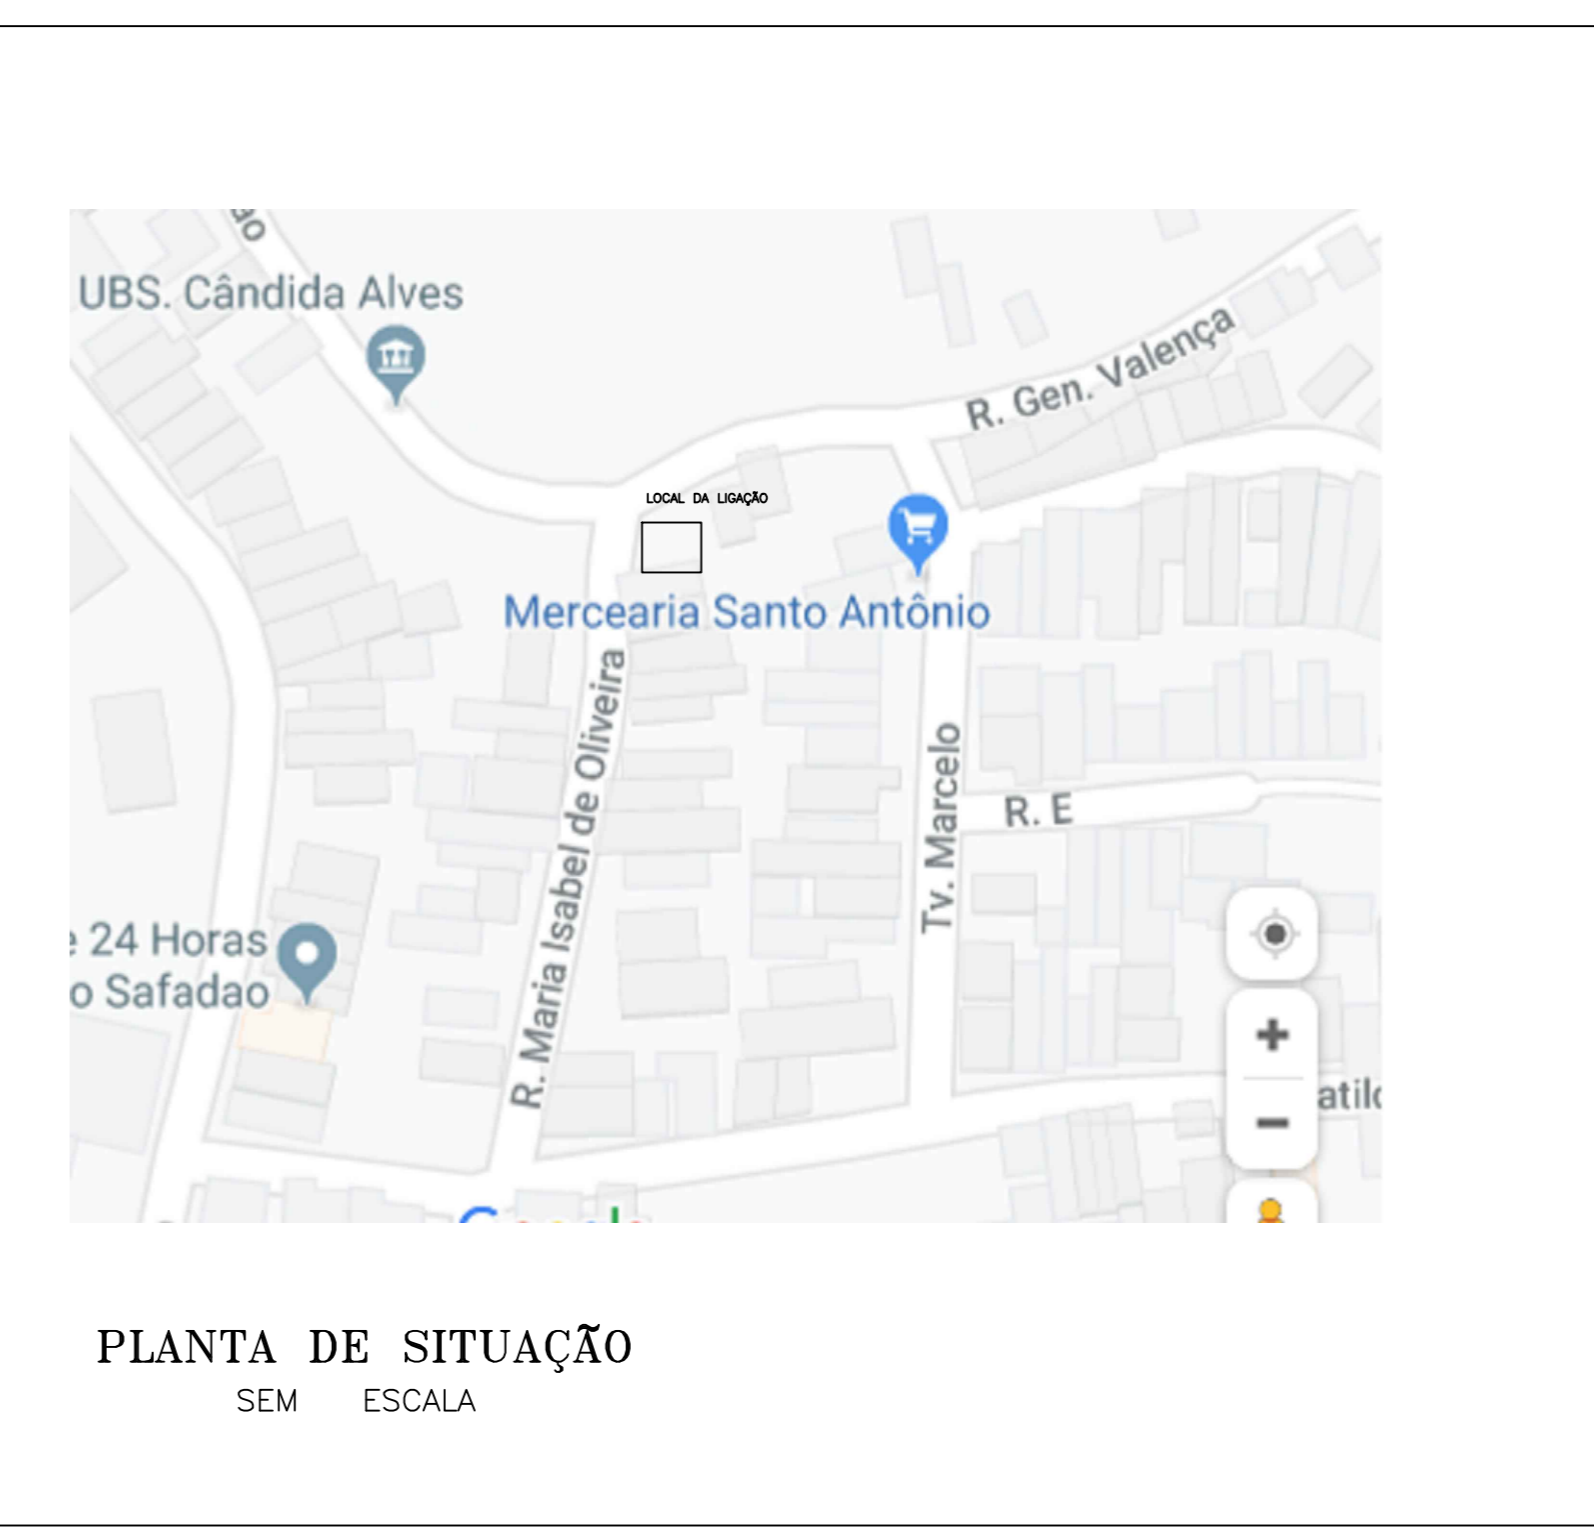 UBS. Cândida Alves
R. Gen. Valença
LOCAL DA LIGAÇÃO
Mercearia Santo Antônio
R. Maria Isabel de Oliveira
Tv. Marcelo
R. E
24 Horas
o Safadao
PLANTA DE SITUAÇÃO
SEM ESCALA